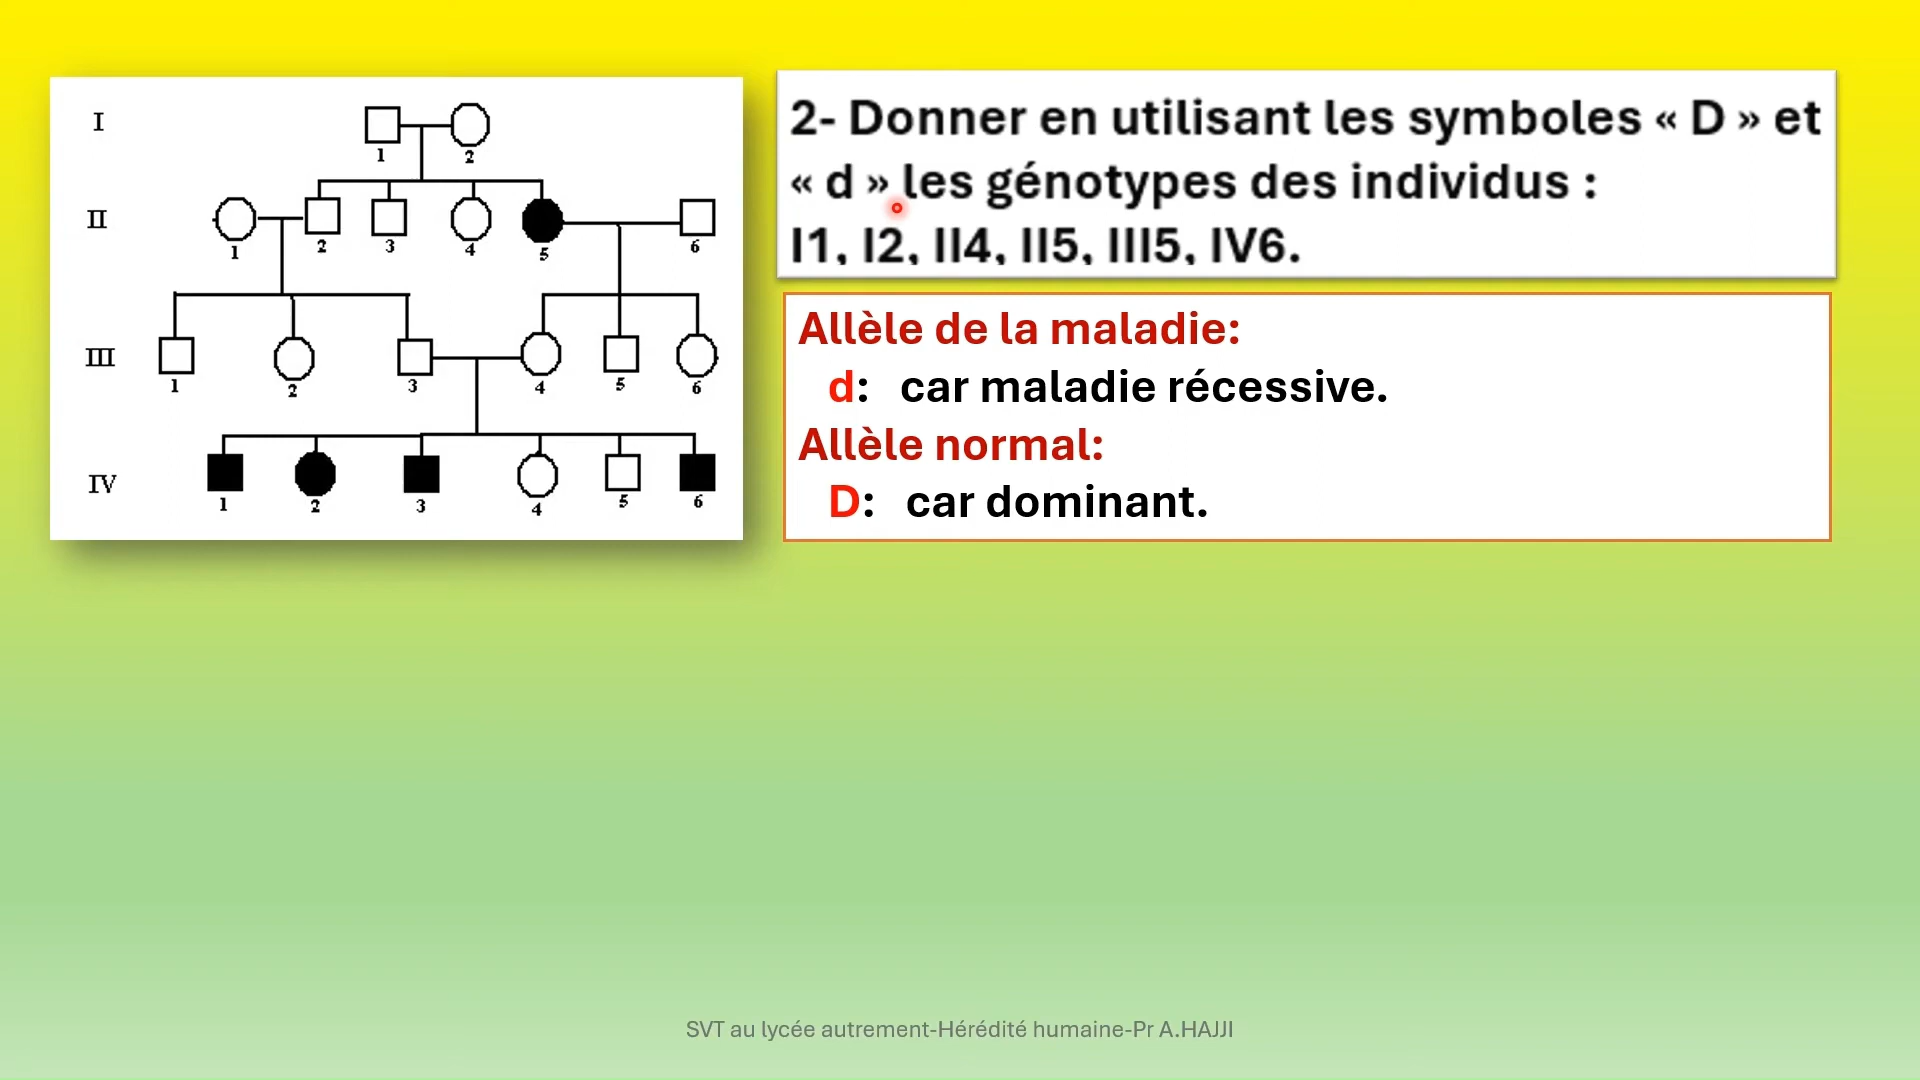 I
1 2
II
1 2 3 4 5 6
III
1 2 3 4 5 6
IV
1 2 3 4 5 6
2- Donner en utilisant les symboles « D » et
« d » les génotypes des individus :
I1, I2, II4, II5, III5, IV6.
Allèle de la maladie:
d: car maladie récessive.
Allèle normal:
D: car dominant.
SVT au lycée autrement-Hérédité humaine-Pr A.HAJJI